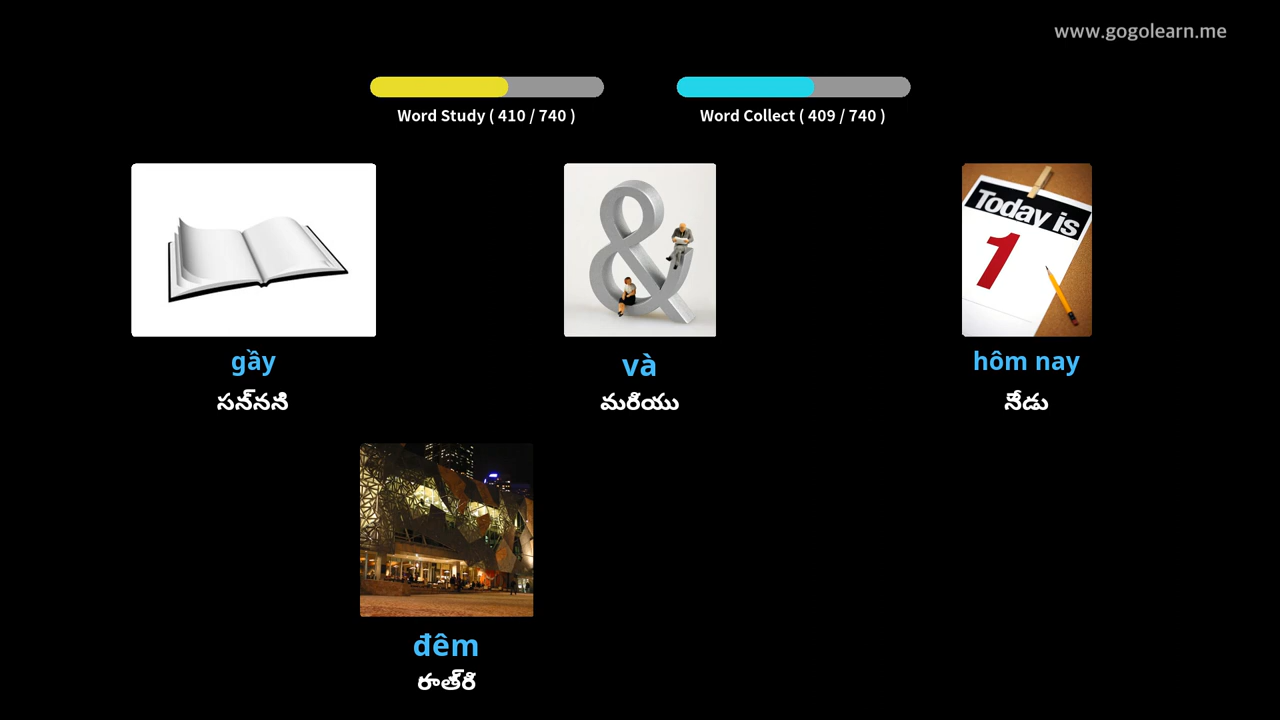 www.gogolearn.me
Word Study ( 410 / 740 )
Word Collect ( 409 / 740 )
Today is
1
gầy
సన్నని
và
మరియు
hôm nay
నేడు
đêm
రాత్రి